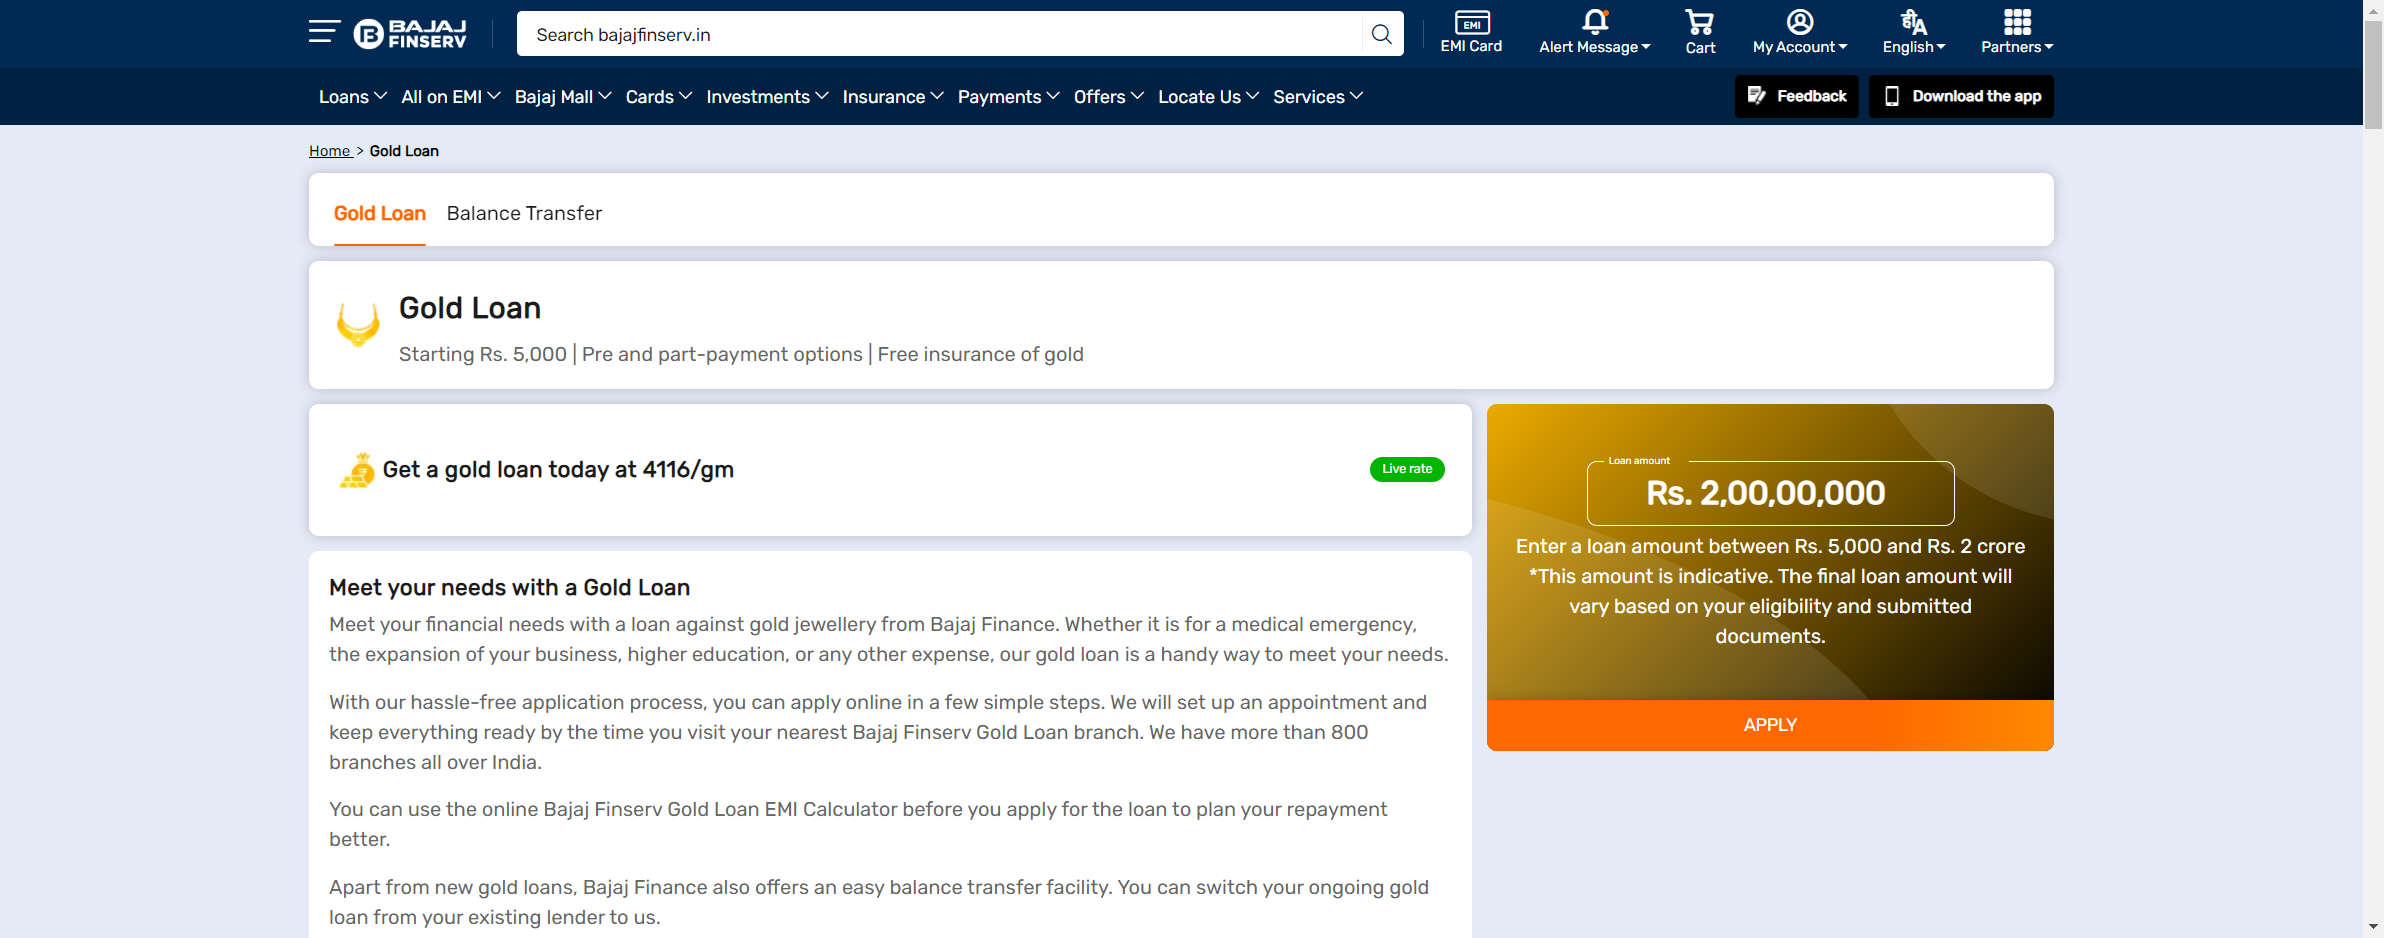 BAJAJ
FINSERV
Search bajajfinserv.in
EMI
EMI Card
Alert Message
Cart
My Account
ही A
English
Partners
Loans All on EMI Bajaj Mall Cards Investments Insurance Payments Offers Locate Us Services
Feedback
Download the app
Home > Gold Loan
Gold Loan Balance Transfer
Gold Loan
Starting Rs. 5,000 | Pre and part-payment options | Free insurance of gold
Get a gold loan today at 4116/gm
Live rate
Meet your needs with a Gold Loan
Meet your financial needs with a loan against gold jewellery from Bajaj Finance. Whether it is for a medical emergency,
the expansion of your business, higher education, or any other expense, our gold loan is a handy way to meet your needs.
With our hassle-free application process, you can apply online in a few simple steps. We will set up an appointment and
keep everything ready by the time you visit your nearest Bajaj Finserv Gold Loan branch. We have more than 800
branches all over India.
You can use the online Bajaj Finserv Gold Loan EMI Calculator before you apply for the loan to plan your repayment
better.
Apart from new gold loans, Bajaj Finance also offers an easy balance transfer facility. You can switch your ongoing gold
loan from your existing lender to us.
Loan amount
Rs. 2,00,00,000
Enter a loan amount between Rs. 5,000 and Rs. 2 crore
*This amount is indicative. The final loan amount will
vary based on your eligibility and submitted
documents.
APPLY